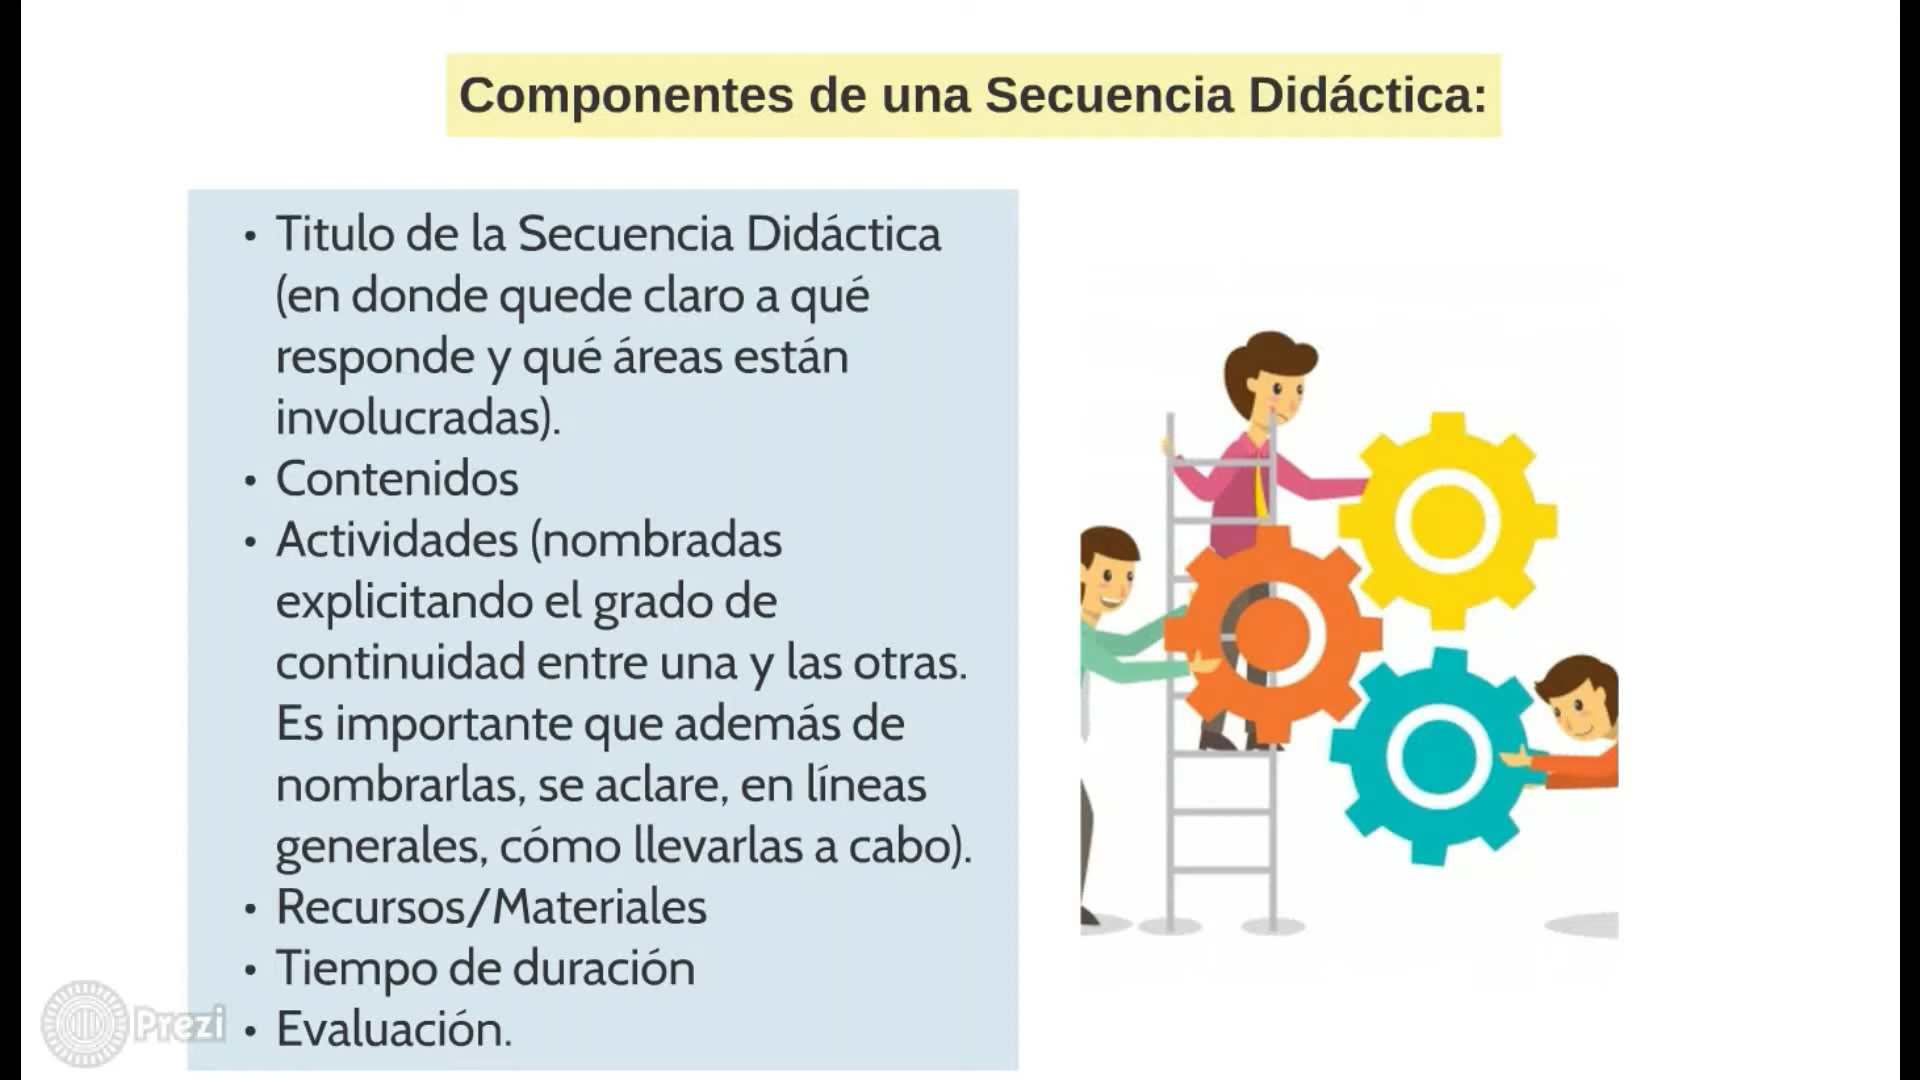 Componentes de una Secuencia Didáctica:
• Titulo de la Secuencia Didáctica
(en donde quede claro a qué
responde y qué áreas están
involucradas).
• Contenidos
• Actividades (nombradas
explicitando el grado de
continuidad entre una y las otras.
Es importante que además de
nombrarlas, se aclare, en líneas
generales, cómo llevarlas a cabo).
• Recursos/Materiales
• Tiempo de duración
• Evaluación.
Prezi